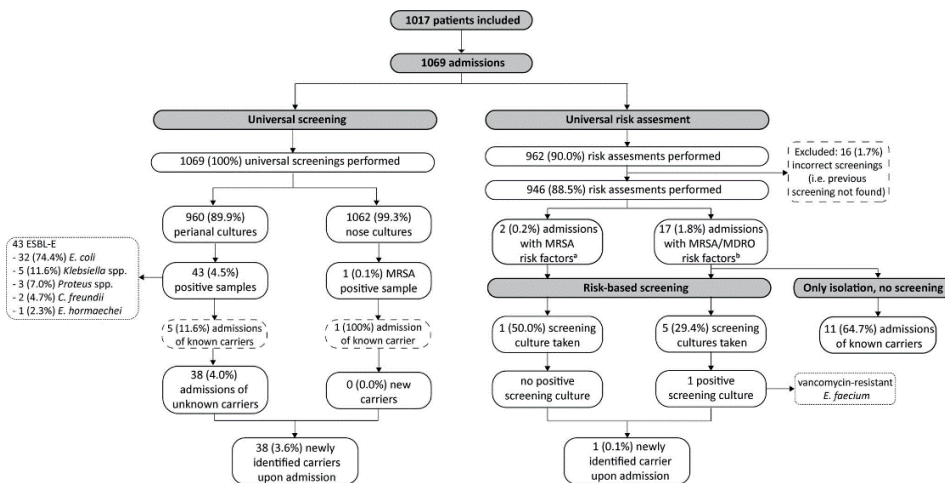 1017 patients included
1069 admissions
Universal screening
1069 (100%) universal screenings performed
960 (89.9%)
perianal cultures
1062 (99.3%)
nose cultures
43 ESBL-E
- 32 (74.4%) E. coli
- 5 (11.6%) Klebsiella spp.
- 3 (7.0%) Proteus spp.
- 2 (4.7%) C. freundii
- 1 (2.3%) E. hormaechei
43 (4.5%)
positive samples
1 (0.1%) MRSA
positive sample
5 (11.6%) admissions
of known carriers
1 (100%) admission
of known carrier
38 (4.0%)
admissions of
unknown carriers
0 (0.0%) new
carriers
38 (3.6%) newly
identified carriers
upon admission
Universal risk assesment
962 (90.0%) risk assesments performed
Excluded: 16 (1.7%)
incorrect screenings
(i.e. previous
screening not found)
946 (88.5%) risk assesments performed
2 (0.2%) admissions
with MRSA
risk factorsᵃ
17 (1.8%) admissions
with MRSA/MDRO
risk factorsᵇ
Risk-based screening
Only isolation, no screening
1 (50.0%) screening
culture taken
5 (29.4%) screening
cultures taken
11 (64.7%) admissions
of known carriers
no positive
screening culture
1 positive
screening culture
vancomycin-resistant
E. faecium
1 (0.1%) newly
identified carrier
upon admission